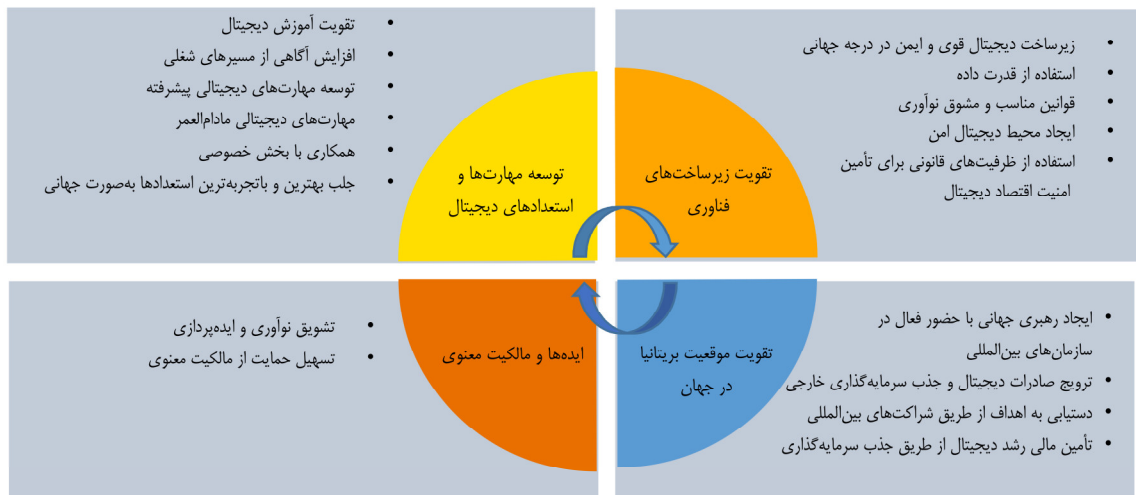 • زیرساخت دیجیتال قوی و ایمن در درجه جهانی
• استفاده از قدرت داده
• قوانین مناسب و مشوق نوآوری
• ایجاد محیط دیجیتال امن
• استفاده از ظرفیت‌های قانونی برای تأمین
امنیت اقتصاد دیجیتال
تقویت زیرساخت‌های
فناوری
• تقویت آموزش دیجیتال
• افزایش آگاهی از مسیرهای شغلی
• توسعه مهارت‌های دیجیتالی پیشرفته
• مهارت‌های دیجیتالی مادام‌العمر
• همکاری با بخش خصوصی
• جلب بهترین و باتجربه‌ترین استعدادها به‌صورت جهانی
توسعه مهارت‌ها و
استعدادهای دیجیتال
• ایجاد رهبری جهانی با حضور فعال در
سازمان‌های بین‌المللی
• ترویج صادرات دیجیتال و جذب سرمایه‌گذاری خارجی
• دستیابی به اهداف از طریق شراکت‌های بین‌المللی
• تأمین مالی رشد دیجیتال از طریق جذب سرمایه‌گذاری
تقویت موقعیت بریتانیا
در جهان
• تشویق نوآوری و ایده‌پردازی
• تسهیل حمایت از مالکیت معنوی
ایده‌ها و مالکیت معنوی